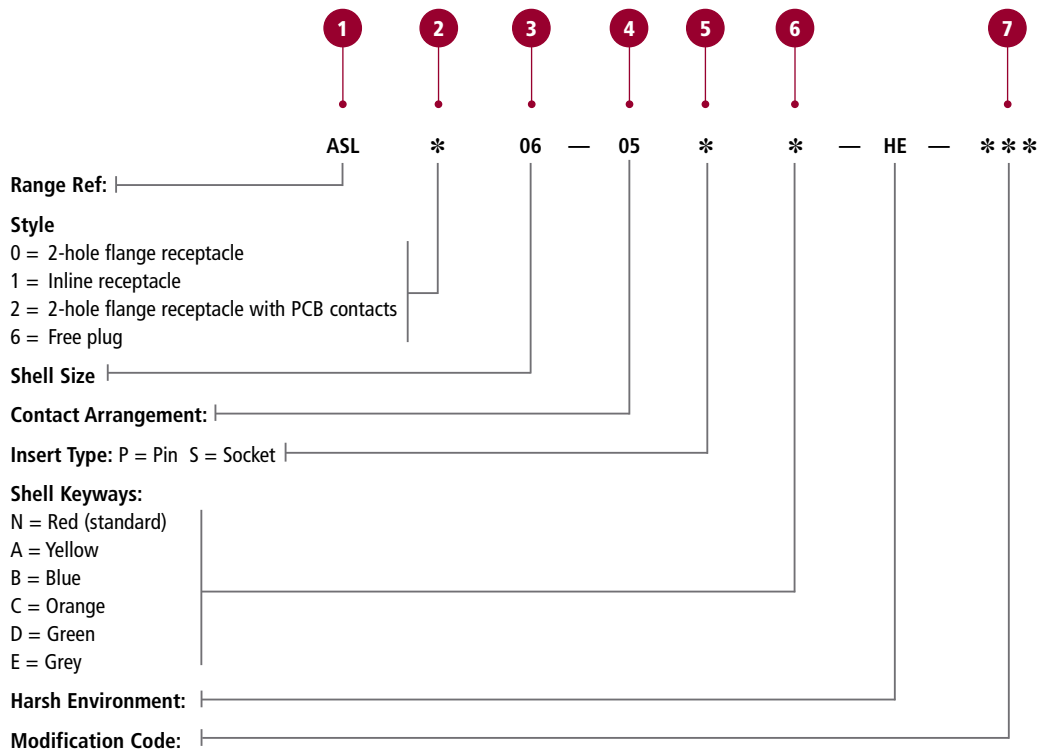 1 2 3 4 5 6 7
ASL * 06 — 05 * * — HE — ***
Range Ref:
Style
0 = 2-hole flange receptacle
1 = Inline receptacle
2 = 2-hole flange receptacle with PCB contacts
6 = Free plug
Shell Size
Contact Arrangement:
Insert Type: P = Pin S = Socket
Shell Keyways:
N = Red (standard)
A = Yellow
B = Blue
C = Orange
D = Green
E = Grey
Harsh Environment:
Modification Code: